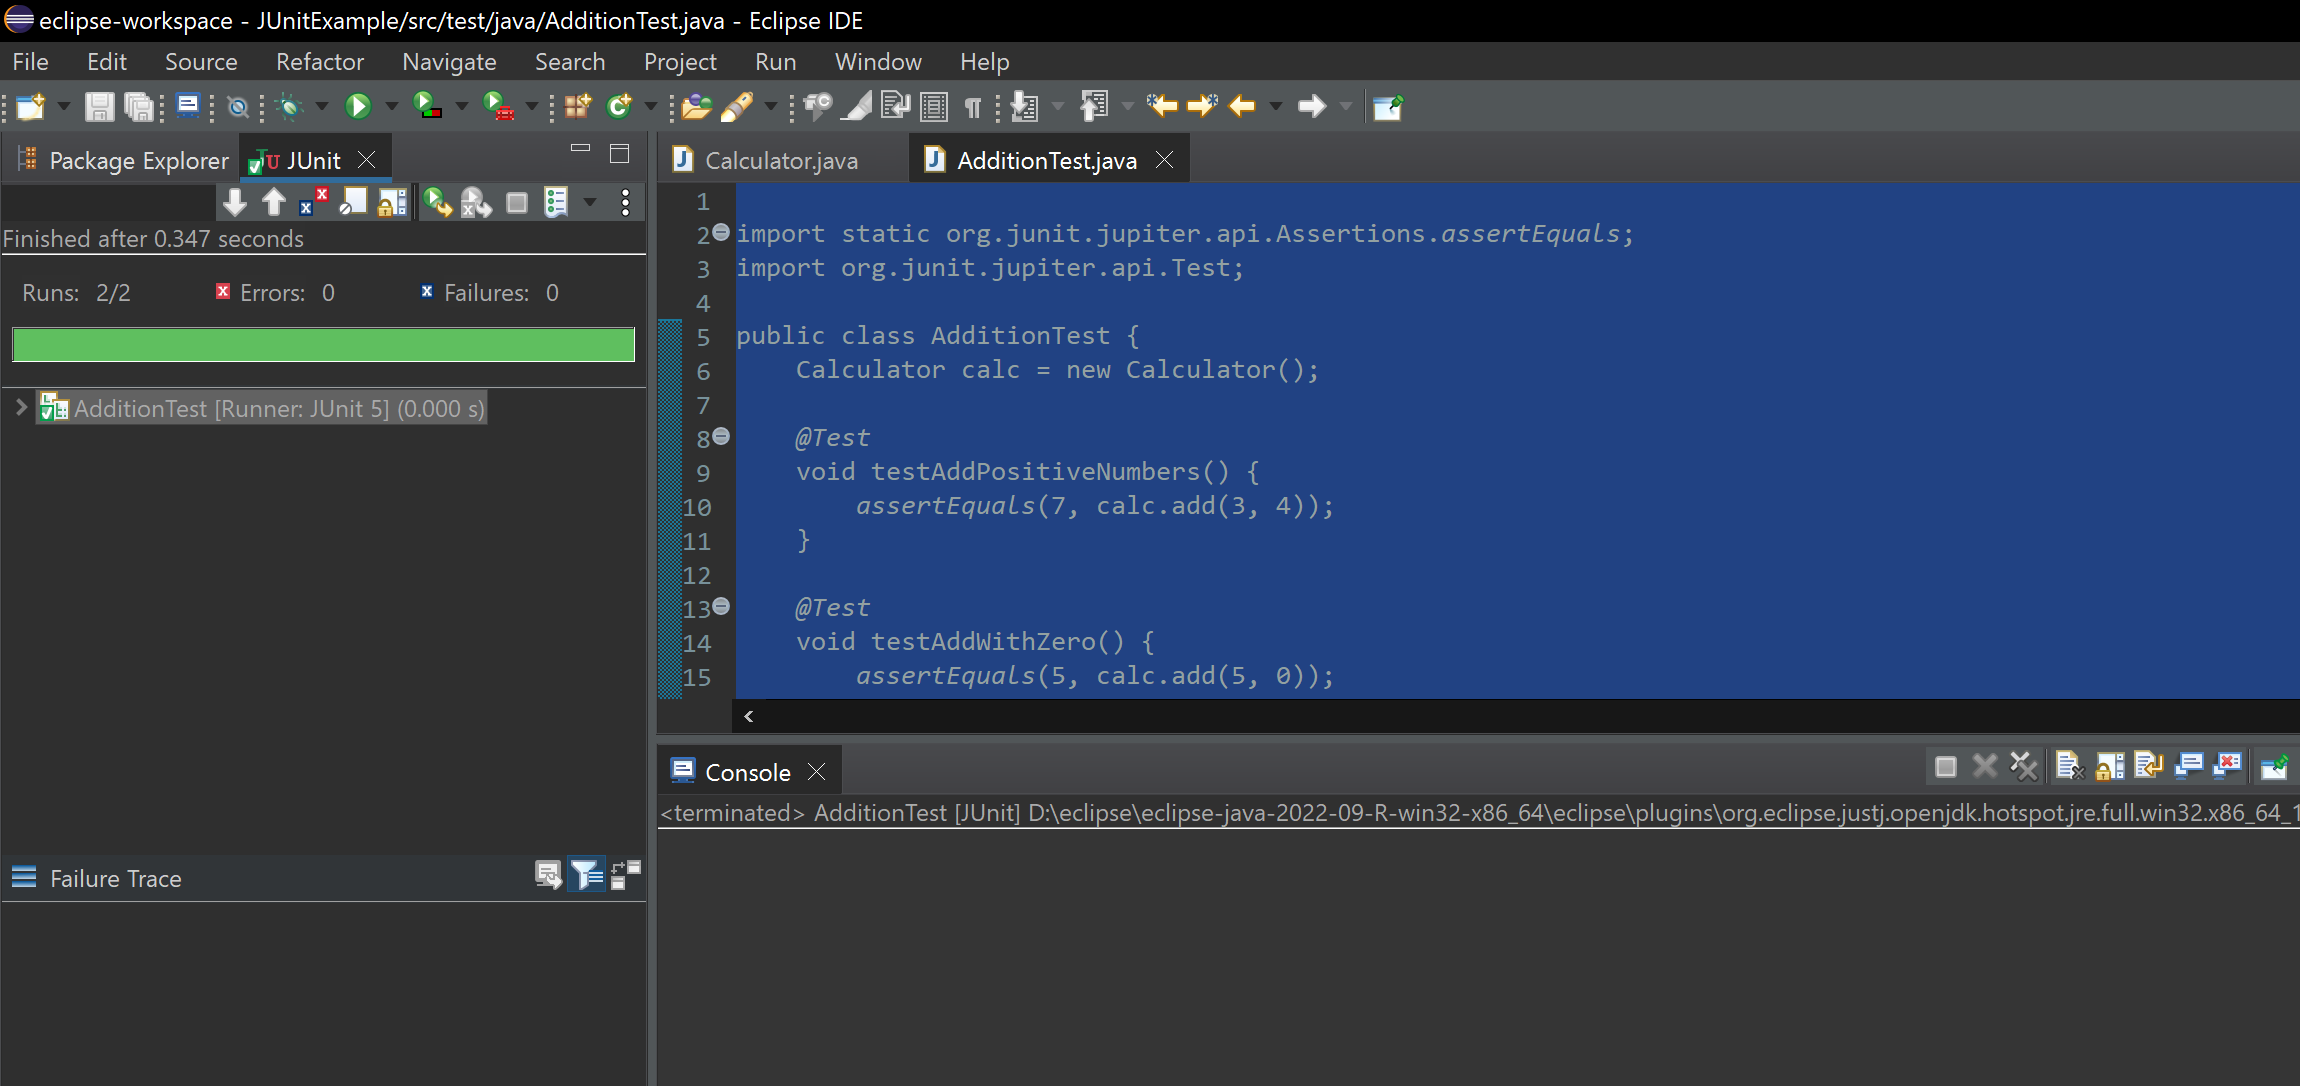 eclipse-workspace - JUnitExample/src/test/java/AdditionTest.java - Eclipse IDE
File Edit Source Refactor Navigate Search Project Run Window Help
Package Explorer JUnit
Finished after 0.347 seconds
Runs: 2/2 Errors: 0 Failures: 0
AdditionTest [Runner: JUnit 5] (0.000 s)
Failure Trace
Calculator.java AdditionTest.java
1
2 import static org.junit.jupiter.api.Assertions.assertEquals;
3 import org.junit.jupiter.api.Test;
4
5 public class AdditionTest {
6 Calculator calc = new Calculator();
7
8 @Test
9 void testAddPositiveNumbers() {
10 assertEquals(7, calc.add(3, 4));
11 }
12
13 @Test
14 void testAddWithZero() {
15 assertEquals(5, calc.add(5, 0));
Console
<terminated> AdditionTest [JUnit] D:\eclipse\eclipse-java-2022-09-R-win32-x86_64\eclipse\plugins\org.eclipse.justj.openjdk.hotspot.jre.full.win32.x86_64_1